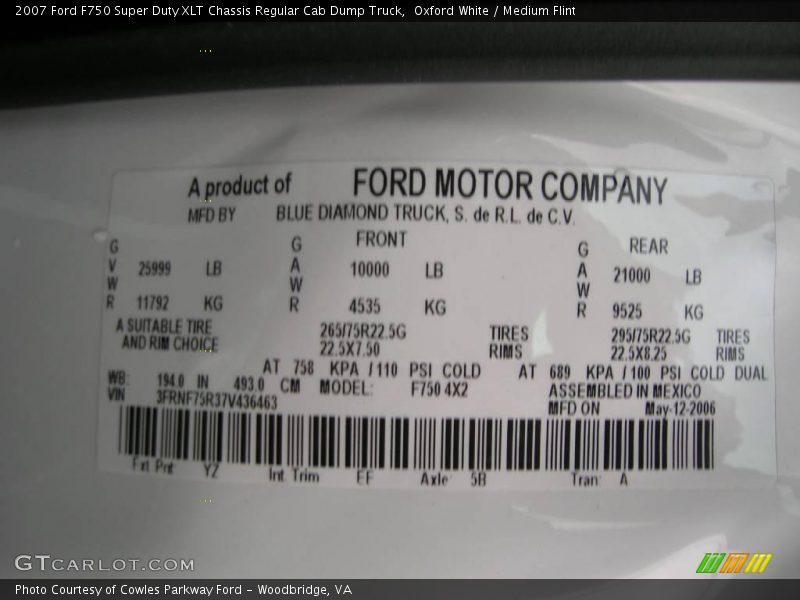 2007 Ford F750 Super Duty XLT Chassis Regular Cab Dump Truck,  Oxford White / Medium Flint
A product of FORD MOTOR COMPANY
MFD BY BLUE DIAMOND TRUCK, S. de R.L. de C.V.
FRONT REAR
GVWR 25999 LB GAWR 10000 LB GAWR 21000 LB
11792 KG 4535 KG 9525 KG
A SUITABLE TIRE 265/75R22.5G TIRES 295/75R22.5G TIRES
AND RIM CHOICE 22.5X7.50 RIMS 22.5X8.25 RIMS
AT 758 KPA / 110 PSI COLD AT 689 KPA / 100 PSI COLD DUAL
WB: 194.0 IN 493.0 CM MODEL: F750 4X2 ASSEMBLED IN MEXICO
VIN 3FRNF75R37V436463 MFD ON May-12-2006
Ext Pnt YZ Int Trim EF Axle 5B Tran A
GTCARLOT.COM
Photo Courtesy of Cowles Parkway Ford - Woodbridge, VA